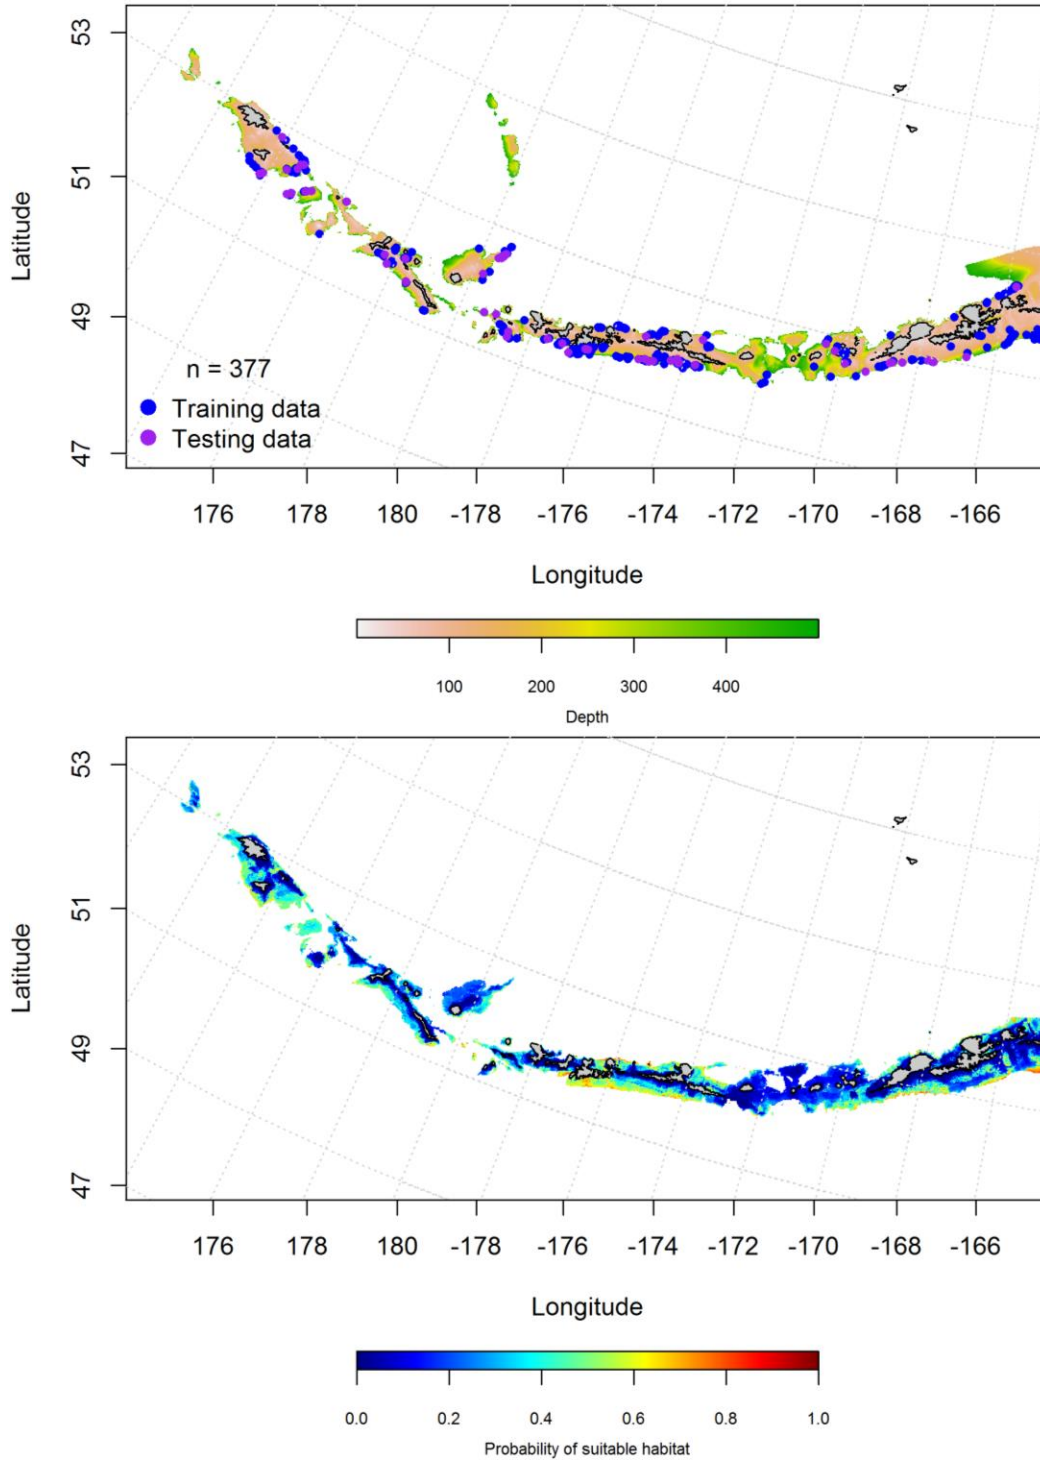 53
51
49
47
Latitude
n = 377
Training data
Testing data
176 178 180 -178 -176 -174 -172 -170 -168 -166
Longitude
100 200 300 400
Depth
53
51
49
47
Latitude
176 178 180 -178 -176 -174 -172 -170 -168 -166
Longitude
0.0 0.2 0.4 0.6 0.8 1.0
Probability of suitable habitat